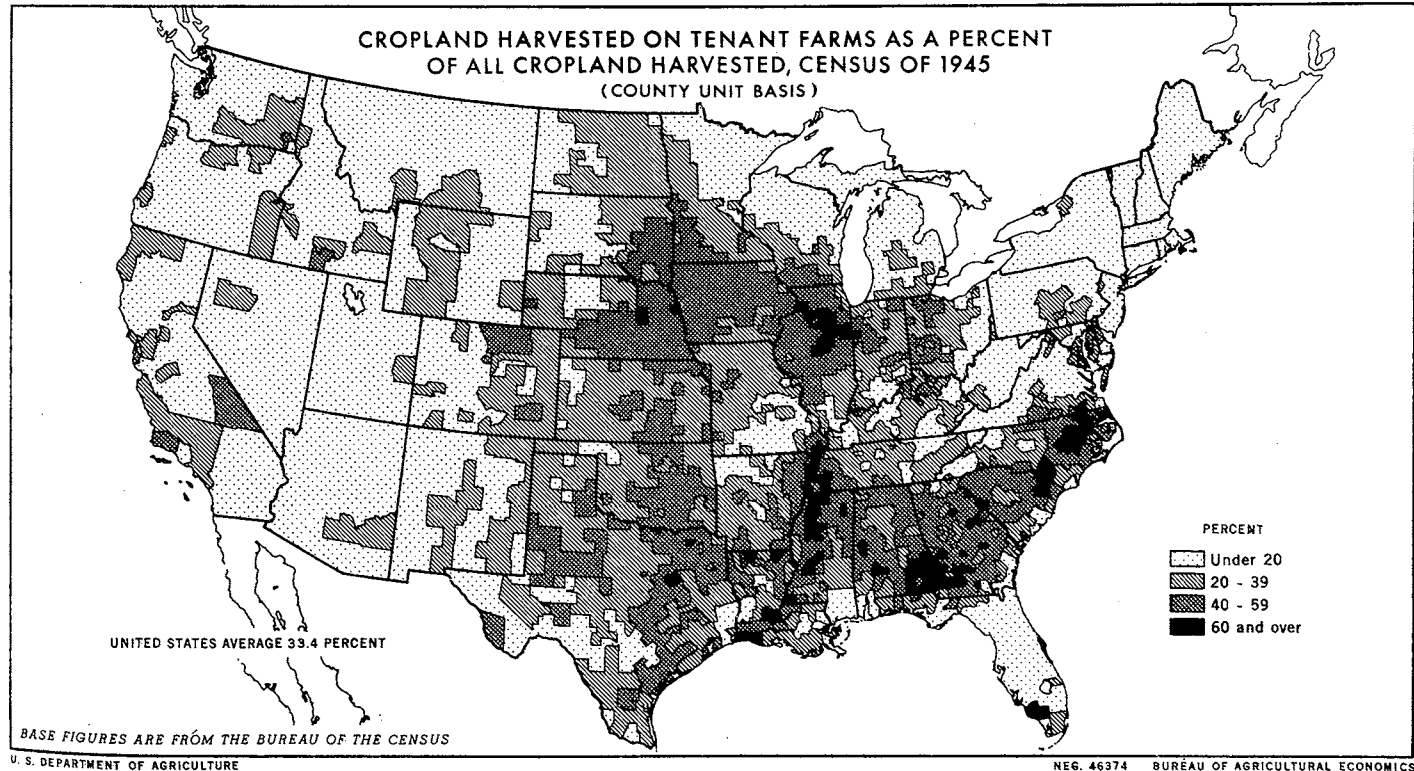 CROPLAND HARVESTED ON TENANT FARMS AS A PERCENT
OF ALL CROPLAND HARVESTED, CENSUS OF 1945
(COUNTY UNIT BASIS)
PERCENT
Under 20
20 - 39
40 - 59
60 and over
UNITED STATES AVERAGE 33.4 PERCENT
BASE FIGURES ARE FROM THE BUREAU OF THE CENSUS
U. S. DEPARTMENT OF AGRICULTURE
NEG. 46374 BUREAU OF AGRICULTURAL ECONOMICS